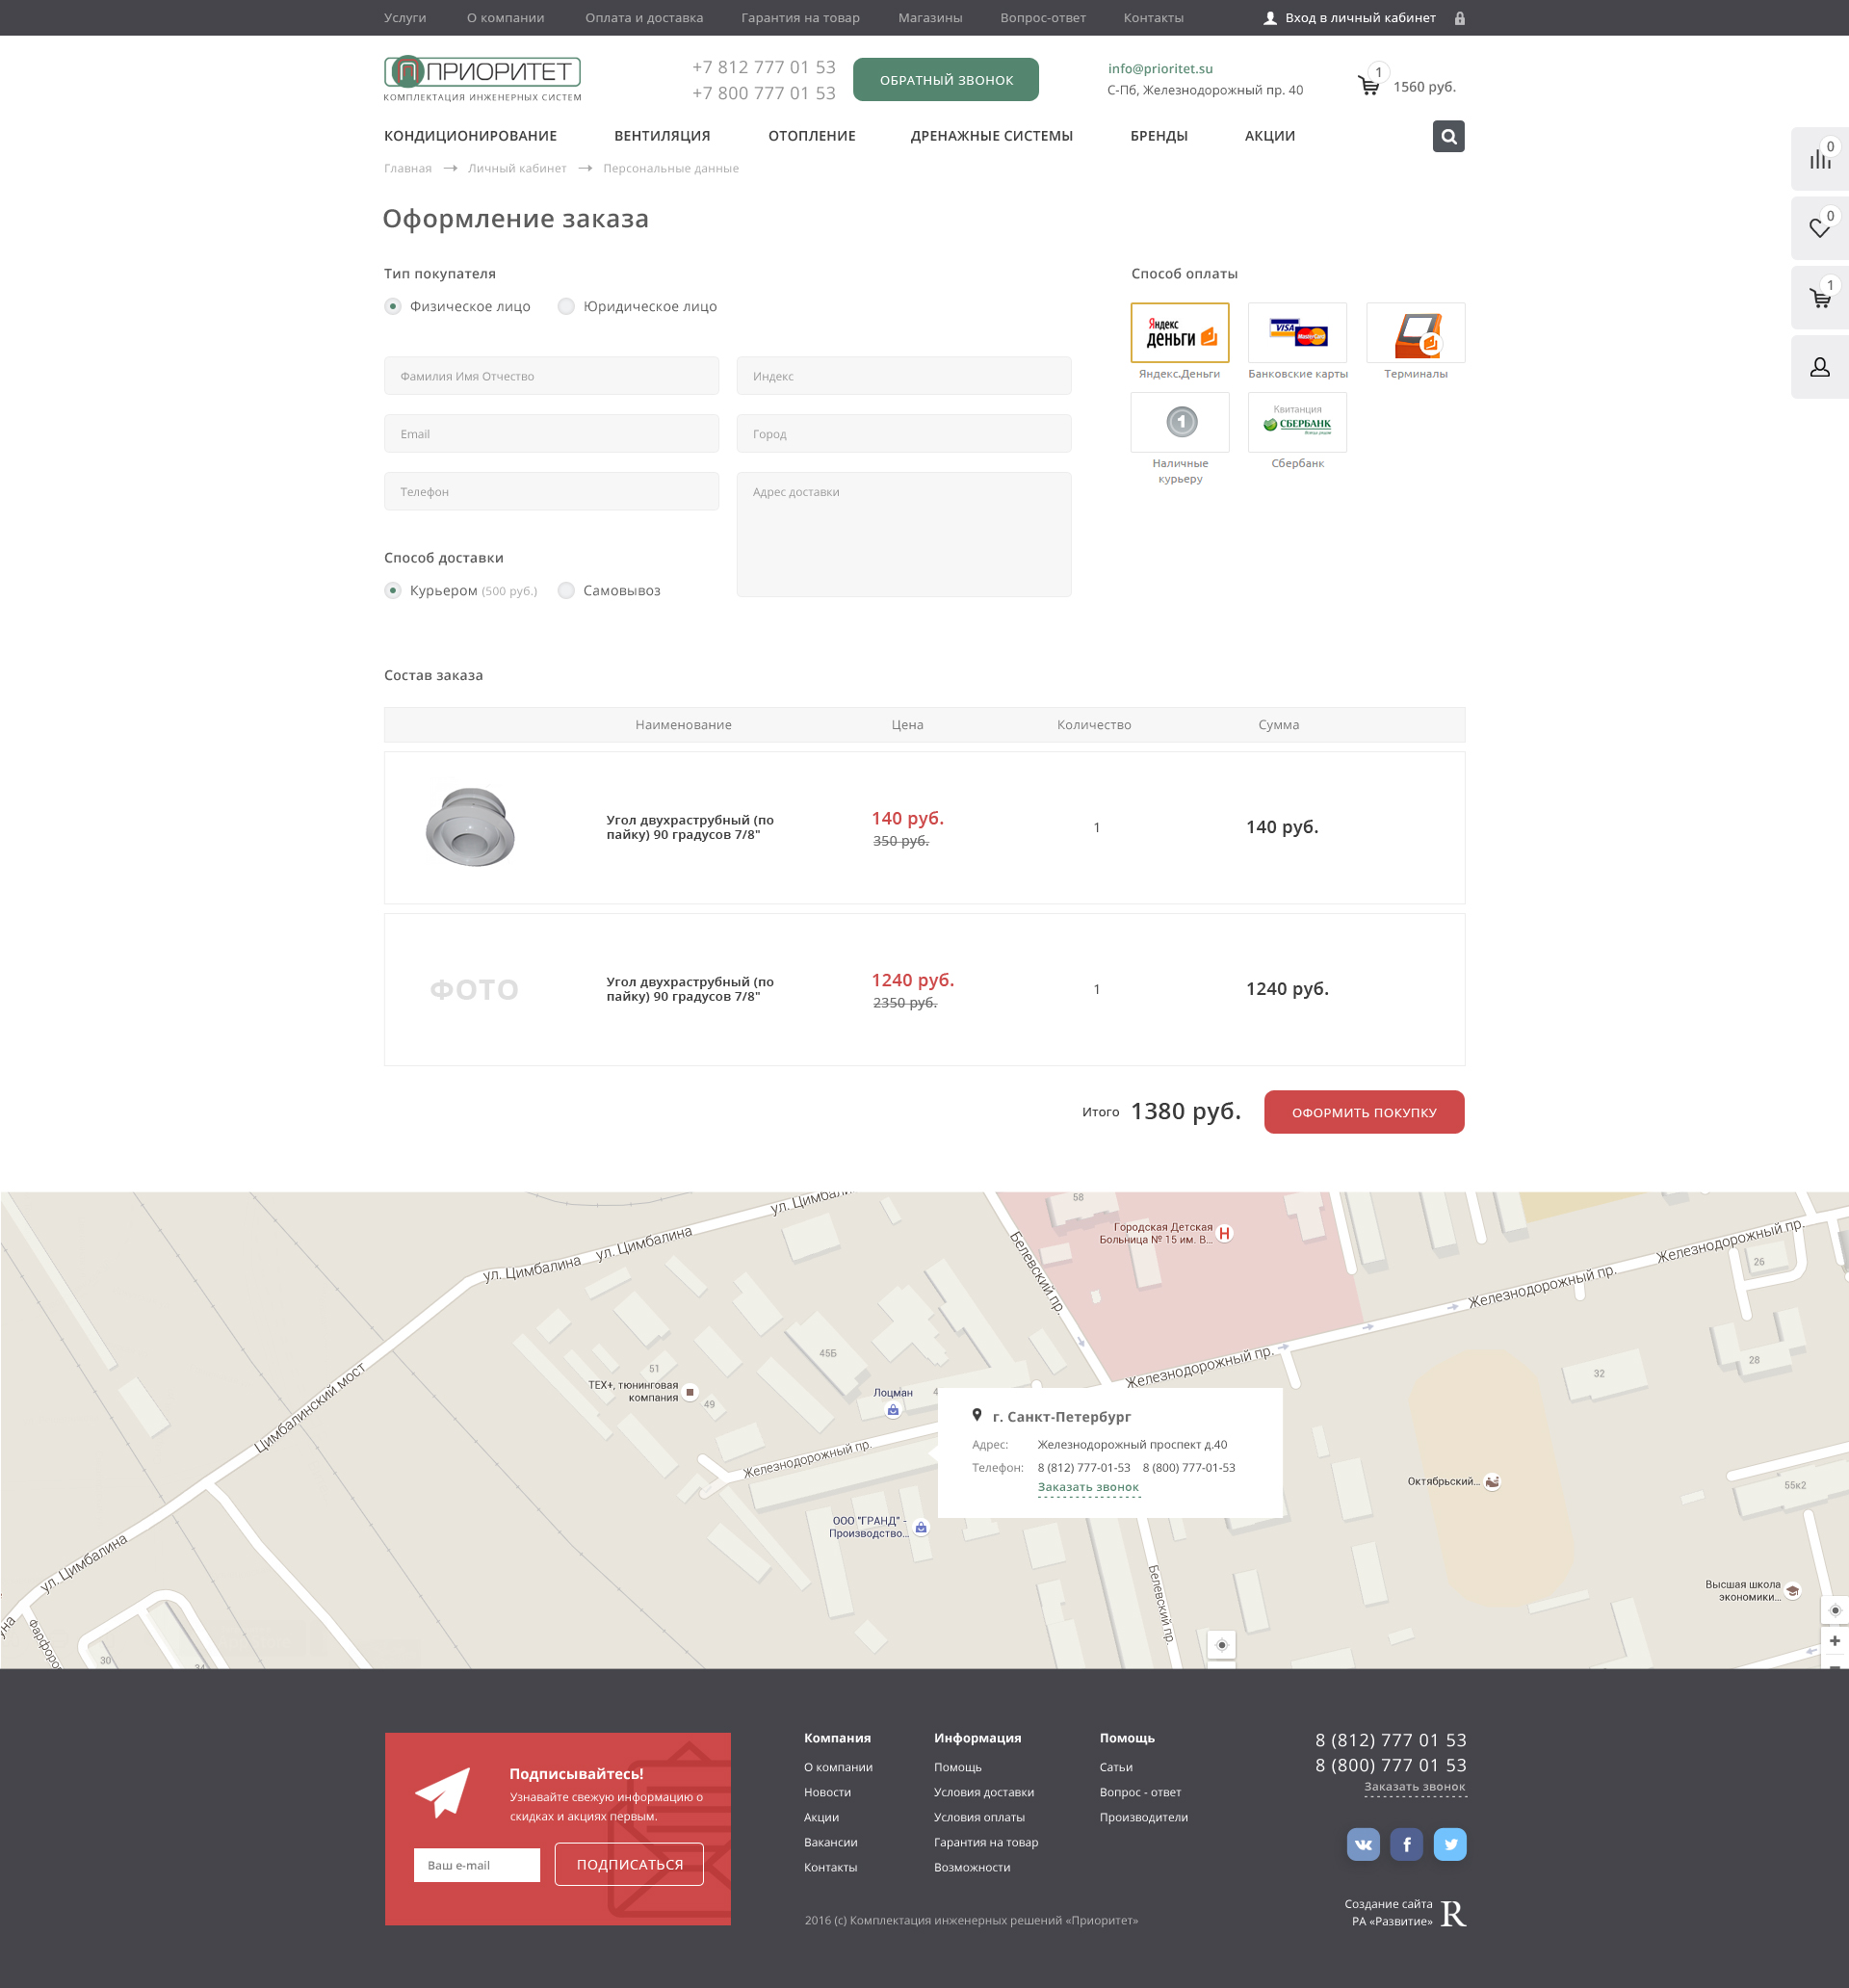 Услуги
О компании
Оплата и доставка
Гарантия на товар
Магазины
Вопрос-ответ
Контакты
Вход в личный кабинет
ПРИОРИТЕТ
КОМПЛЕКТАЦИЯ ИНЖЕНЕРНЫХ СИСТЕМ
+7 812 777 01 53
+7 800 777 01 53
ОБРАТНЫЙ ЗВОНОК
info@prioritet.su
С-Пб, Железнодорожный пр. 40
1
1560 руб.
КОНДИЦИОНИРОВАНИЕ
ВЕНТИЛЯЦИЯ
ОТОПЛЕНИЕ
ДРЕНАЖНЫЕ СИСТЕМЫ
БРЕНДЫ
АКЦИИ
0
0
1
Главная
Личный кабинет
Персональные данные
Оформление заказа
Тип покупателя
Физическое лицо
Юридическое лицо
Фамилия Имя Отчество
Индекс
Email
Город
Телефон
Адрес доставки
Способ доставки
Курьером (500 руб.)
Самовывоз
Способ оплаты
Яндекс
деньги
VISA
MasterCard
Яндекс.Деньги
Банковские карты
Терминалы
1
Квитанция
СБЕРБАНК
Наличные
курьеру
Сбербанк
Состав заказа
Наименование
Цена
Количество
Сумма
Угол двухраструбный (по
пайку) 90 градусов 7/8"
140 руб.
350 руб.
1
140 руб.
ФОТО
Угол двухраструбный (по
пайку) 90 градусов 7/8"
1240 руб.
2350 руб.
1
1240 руб.
Итого 1380 руб.
ОФОРМИТЬ ПОКУПКУ
ул. Цимбалина
ул. Цимбалина
ул. Цимбалина
Белевский пр.
58
Городская Детская
Больница № 15 им. В...
H
Железнодорожный пр.
Железнодорожный пр.
Железнодорожный пр.
26
28
32
45Б
51
49
ТЕХ+, тюнинговая
компания
Лоцман
Цимбалинский мост
Железнодорожный пр.
г. Санкт-Петербург
Адрес:
Железнодорожный проспект д.40
Телефон:
8 (812) 777-01-53
8 (800) 777-01-53
Заказать звонок
Октябрьский...
55к2
ООО "ГРАНД" -
Производство...
ул. Цимбалина
Белевский пр.
Высшая школа
экономики...
30
34
Подписывайтесь!
Узнавайте свежую информацию о
скидках и акциях первым.
Ваш e-mail
ПОДПИСАТЬСЯ
Компания
О компании
Новости
Акции
Вакансии
Контакты
Информация
Помощь
Условия доставки
Условия оплаты
Гарантия на товар
Возможности
Помощь
Сатьи
Вопрос - ответ
Производители
8 (812) 777 01 53
8 (800) 777 01 53
Заказать звонок
2016 (с) Комплектация инженерных решений «Приоритет»
Создание сайта
РА «Развитие»
R